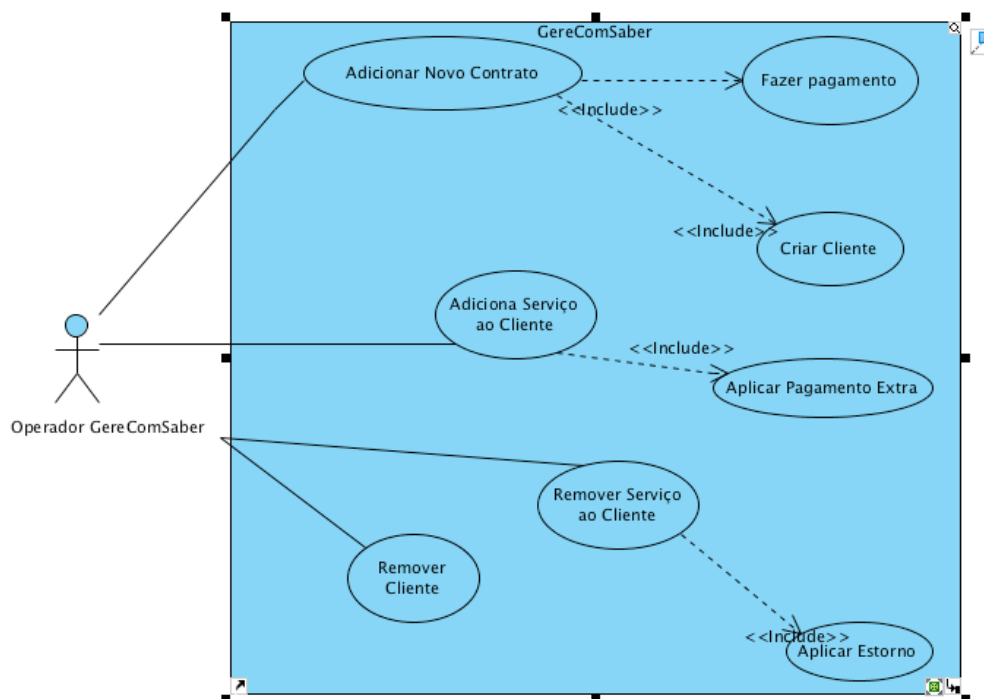 GereComSaber
Adicionar Novo Contrato
Fazer pagamento
<<Include>>
<<Include>>
Criar Cliente
Adiciona Serviço
ao Cliente
<<Include>>
Aplicar Pagamento Extra
Operador GereComSaber
Remover Serviço
ao Cliente
Remover
Cliente
<<Include>>
Aplicar Estorno